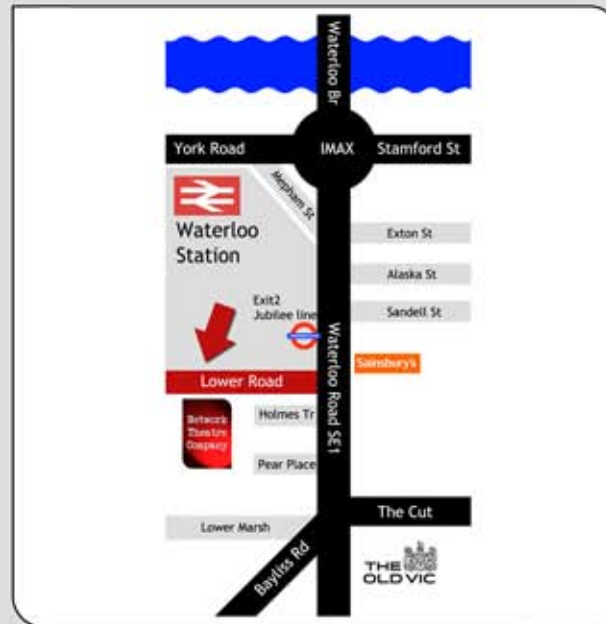 Waterloo Br
York Road
IMAX
Stamford St
Mepham St
Waterloo
Station
Exton St
Alaska St
Exit2
Jubilee line
Sandell St
Waterloo Road SE1
Sainsbury's
Lower Road
Network
Theatre
Company
Holmes Tr
Pear Place
The Cut
Lower Marsh
Bayliss Rd
THE
OLD VIC